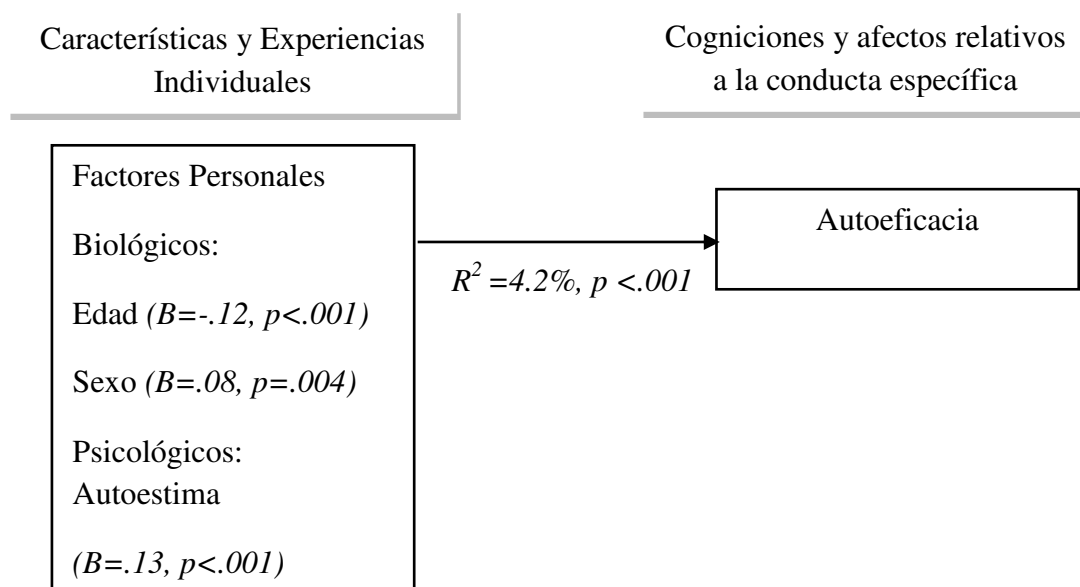 Características y Experiencias
Individuales
Cogniciones y afectos relativos
a la conducta específica
Factores Personales
Biológicos:
Edad (B=-.12, p<.001)
Sexo (B=.08, p=.004)
Psicológicos:
Autoestima
(B=.13, p<.001)
R² =4.2%, p <.001
Autoeficacia